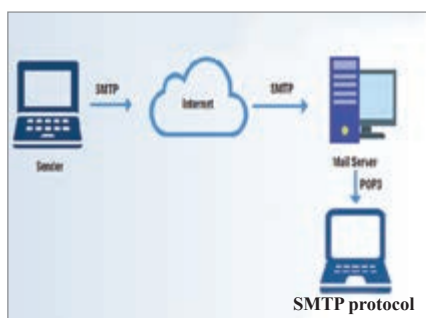 SMTP
SMTP
Internet
Sender
Mail Server
POP3
SMTP protocol